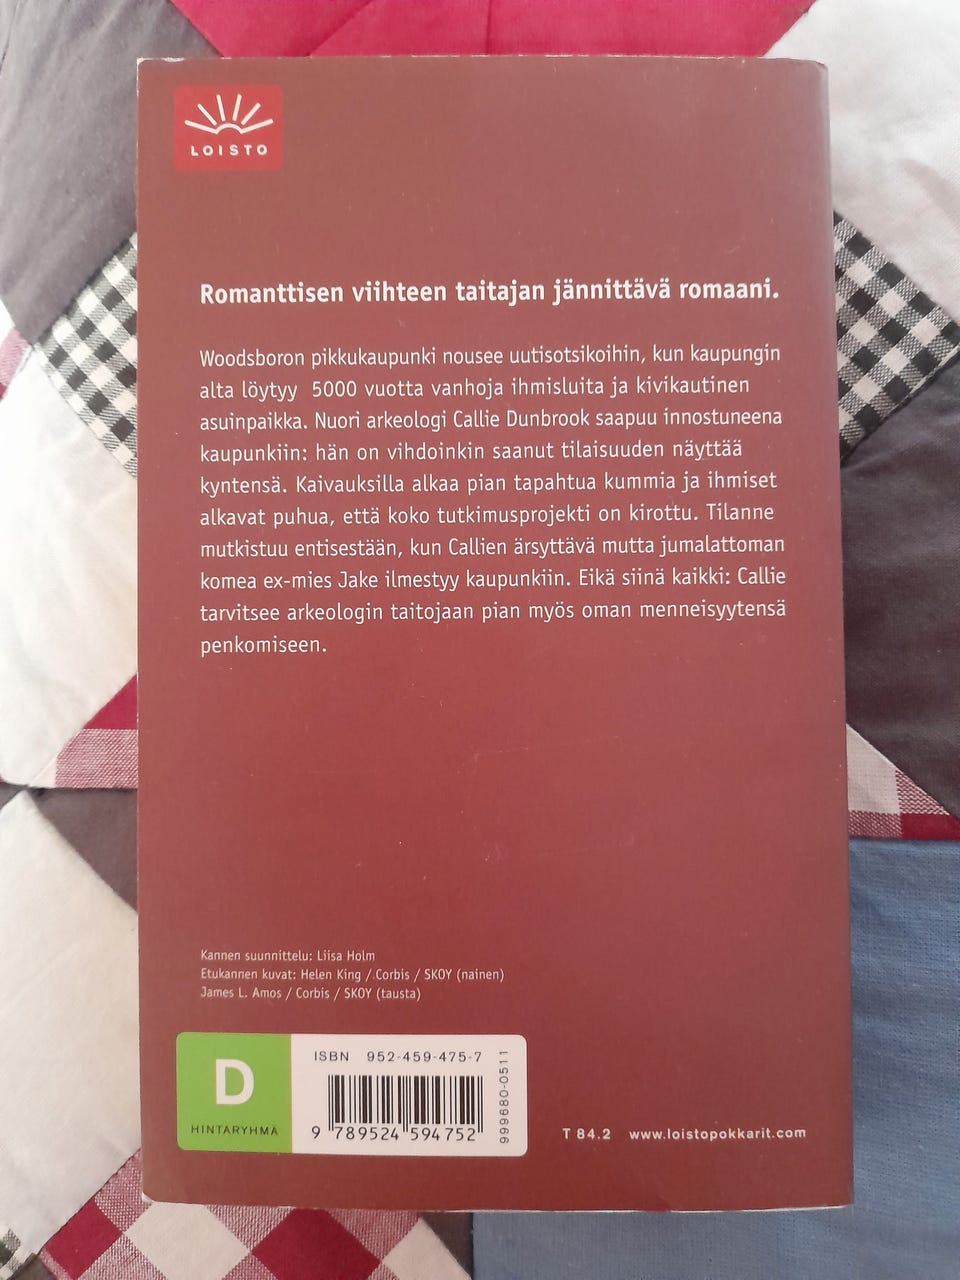 LOISTO
Romanttisen viihteen taitajan jännittävä romaani.
Woodsboron pikkukaupunki nousee uutisotsikoihin, kun kaupungin
alta löytyy 5000 vuotta vanhoja ihmisluita ja kivikautinen
asuinpaikka. Nuori arkeologi Callie Dunbrook saapuu innostuneena
kaupunkiin: hän on vihdoinkin saanut tilaisuuden näyttää
kyntensä. Kaivauksilla alkaa pian tapahtua kummia ja ihmiset
alkavat puhua, että koko tutkimusprojekti on kirottu. Tilanne
mutkistuu entisestään, kun Callien ärsyttävä mutta jumalattoman
komea ex-mies Jake ilmestyy kaupunkiin. Eikä siinä kaikki: Callie
tarvitsee arkeologin taitojaan pian myös oman menneisyytensä
penkomiseen.
Kannen suunnittelu: Liisa Holm
Etukannen kuvat: Helen King / Corbis / SKOY (nainen)
James L. Amos / Corbis / SKOY (tausta)
D
HINTARYHMÄ
ISBN 952-459-475-7
9 789524 594752
999680-0511
T 84.2 www.loistopokkarit.com